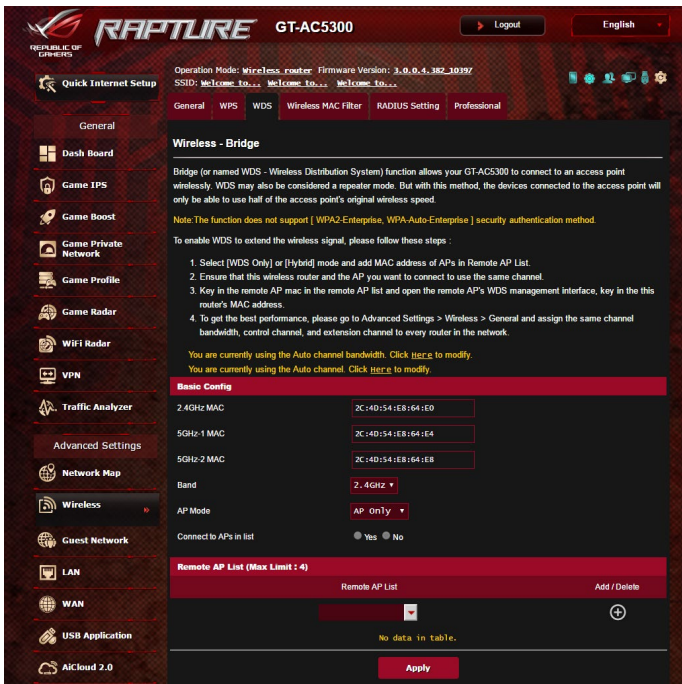 REPUBLIC OF
GAMERS
RAPTURE
GT-AC5300
Logout
English
Quick Internet Setup
Operation Mode: Wireless router Firmware Version: 3.0.0.4.382_10397
SSID: Welcome to... Welcome to... Welcome to...
General WPS WDS Wireless MAC Filter RADIUS Setting Professional
General
Dash Board
Game IPS
Game Boost
Game Private
Network
Game Profile
Game Radar
WiFi Radar
VPN
Traffic Analyzer
Advanced Settings
Network Map
Wireless
Guest Network
LAN
WAN
USB Application
AiCloud 2.0
Wireless - Bridge
Bridge (or named WDS - Wireless Distribution System) function allows your GT-AC5300 to connect to an access point
wirelessly. WDS may also be considered a repeater mode. But with this method, the devices connected to the access point will
only be able to use half of the access point's original wireless speed.
Note:The function does not support [ WPA2-Enterprise, WPA-Auto-Enterprise ] security authentication method.
To enable WDS to extend the wireless signal, please follow these steps :
1. Select [WDS Only] or [Hybrid] mode and add MAC address of APs in Remote AP List.
2. Ensure that this wireless router and the AP you want to connect to use the same channel.
3. Key in the remote AP mac in the remote AP list and open the remote AP's WDS management interface, key in the this
router's MAC address.
4. To get the best performance, please go to Advanced Settings > Wireless > General and assign the same channel
bandwidth, control channel, and extension channel to every router in the network.
You are currently using the Auto channel bandwidth. Click Here to modify.
You are currently using the Auto channel. Click Here to modify.
Basic Config
2.4GHz MAC 2C:4D:54:E8:64:E0
5GHz-1 MAC 2C:4D:54:E8:64:E4
5GHz-2 MAC 2C:4D:54:E8:64:E8
Band 2.4GHz
AP Mode AP Only
Connect to APs in list Yes No
Remote AP List (Max Limit : 4)
Remote AP List Add / Delete
No data in table.
Apply